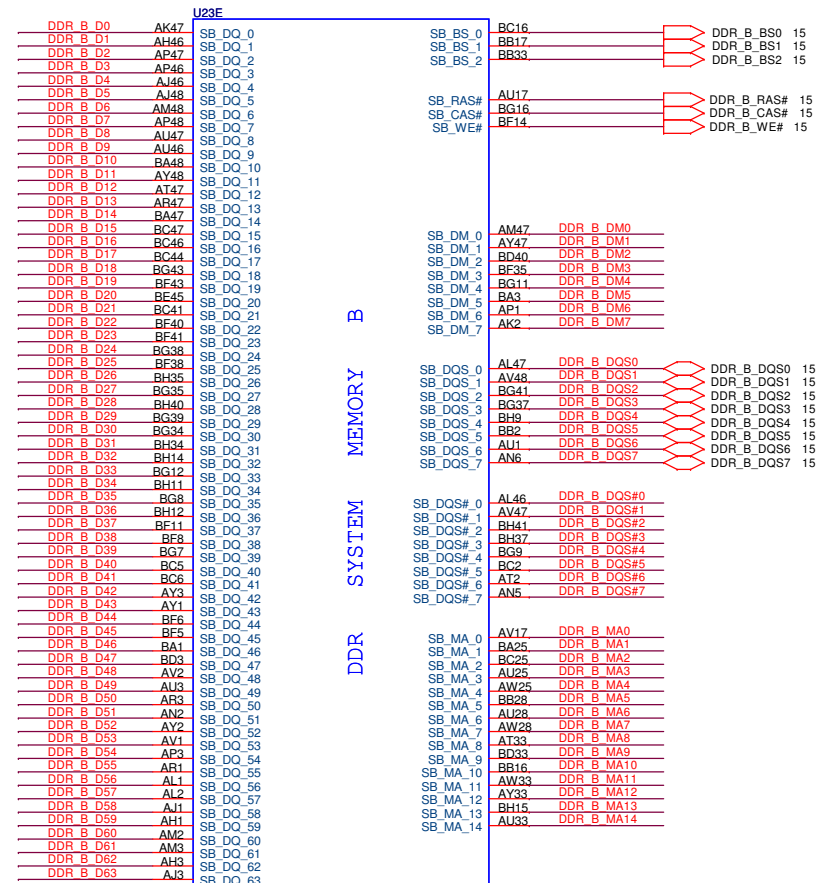 U23E
DDR_B_D0 AK47 SB_DQ_0
DDR_B_D1 AH46 SB_DQ_1
DDR_B_D2 AP47 SB_DQ_2
DDR_B_D3 AP46 SB_DQ_3
DDR_B_D4 AJ46 SB_DQ_4
DDR_B_D5 AJ48 SB_DQ_5
DDR_B_D6 AM48 SB_DQ_6
DDR_B_D7 AP48 SB_DQ_7
DDR_B_D8 AU47 SB_DQ_8
DDR_B_D9 AU46 SB_DQ_9
DDR_B_D10 BA48 SB_DQ_10
DDR_B_D11 AY48 SB_DQ_11
DDR_B_D12 AT47 SB_DQ_12
DDR_B_D13 AR47 SB_DQ_13
DDR_B_D14 BA47 SB_DQ_14
DDR_B_D15 BC47 SB_DQ_15
DDR_B_D16 BC46 SB_DQ_16
DDR_B_D17 BC44 SB_DQ_17
DDR_B_D18 BG43 SB_DQ_18
DDR_B_D19 BF43 SB_DQ_19
DDR_B_D20 BE45 SB_DQ_20
DDR_B_D21 BC41 SB_DQ_21
DDR_B_D22 BF40 SB_DQ_22
DDR_B_D23 BF41 SB_DQ_23
DDR_B_D24 BG38 SB_DQ_24
DDR_B_D25 BF38 SB_DQ_25
DDR_B_D26 BH35 SB_DQ_26
DDR_B_D27 BG35 SB_DQ_27
DDR_B_D28 BH40 SB_DQ_28
DDR_B_D29 BG39 SB_DQ_29
DDR_B_D30 BG34 SB_DQ_30
DDR_B_D31 BH34 SB_DQ_31
DDR_B_D32 BH14 SB_DQ_32
DDR_B_D33 BG12 SB_DQ_33
DDR_B_D34 BH11 SB_DQ_34
DDR_B_D35 BG8 SB_DQ_35
DDR_B_D36 BH12 SB_DQ_36
DDR_B_D37 BF11 SB_DQ_37
DDR_B_D38 BF8 SB_DQ_38
DDR_B_D39 BG7 SB_DQ_39
DDR_B_D40 BC5 SB_DQ_40
DDR_B_D41 BC6 SB_DQ_41
DDR_B_D42 AY3 SB_DQ_42
DDR_B_D43 AY1 SB_DQ_43
DDR_B_D44 BF6 SB_DQ_44
DDR_B_D45 BF5 SB_DQ_45
DDR_B_D46 BA1 SB_DQ_46
DDR_B_D47 BD3 SB_DQ_47
DDR_B_D48 AV2 SB_DQ_48
DDR_B_D49 AU3 SB_DQ_49
DDR_B_D50 AR3 SB_DQ_50
DDR_B_D51 AN2 SB_DQ_51
DDR_B_D52 AY2 SB_DQ_52
DDR_B_D53 AV1 SB_DQ_53
DDR_B_D54 AP3 SB_DQ_54
DDR_B_D55 AR1 SB_DQ_55
DDR_B_D56 AL1 SB_DQ_56
DDR_B_D57 AL2 SB_DQ_57
DDR_B_D58 AJ1 SB_DQ_58
DDR_B_D59 AH1 SB_DQ_59
DDR_B_D60 AM2 SB_DQ_60
DDR_B_D61 AM3 SB_DQ_61
DDR_B_D62 AH3 SB_DQ_62
DDR_B_D63 AJ3 SB_DQ_63
DDR SYSTEM MEMORY B
SB_BS_0 BC16 DDR_B_BS0 15
SB_BS_1 BB17 DDR_B_BS1 15
SB_BS_2 BB33 DDR_B_BS2 15
SB_RAS# AU17 DDR_B_RAS# 15
SB_CAS# BG16 DDR_B_CAS# 15
SB_WE# BF14 DDR_B_WE# 15
SB_DM_0 AM47 DDR_B_DM0
SB_DM_1 AY47 DDR_B_DM1
SB_DM_2 BD40 DDR_B_DM2
SB_DM_3 BF35 DDR_B_DM3
SB_DM_4 BG11 DDR_B_DM4
SB_DM_5 BA3 DDR_B_DM5
SB_DM_6 AP1 DDR_B_DM6
SB_DM_7 AK2 DDR_B_DM7
SB_DQS_0 AL47 DDR_B_DQS0 DDR_B_DQS0 15
SB_DQS_1 AV48 DDR_B_DQS1 DDR_B_DQS1 15
SB_DQS_2 BG41 DDR_B_DQS2 DDR_B_DQS2 15
SB_DQS_3 BG37 DDR_B_DQS3 DDR_B_DQS3 15
SB_DQS_4 BH9 DDR_B_DQS4 DDR_B_DQS4 15
SB_DQS_5 BB2 DDR_B_DQS5 DDR_B_DQS5 15
SB_DQS_6 AU1 DDR_B_DQS6 DDR_B_DQS6 15
SB_DQS_7 AN6 DDR_B_DQS7 DDR_B_DQS7 15
SB_DQS#_0 AL46 DDR_B_DQS#0
SB_DQS#_1 AV47 DDR_B_DQS#1
SB_DQS#_2 BH41 DDR_B_DQS#2
SB_DQS#_3 BH37 DDR_B_DQS#3
SB_DQS#_4 BG9 DDR_B_DQS#4
SB_DQS#_5 BC2 DDR_B_DQS#5
SB_DQS#_6 AT2 DDR_B_DQS#6
SB_DQS#_7 AN5 DDR_B_DQS#7
SB_MA_0 AV17 DDR_B_MA0
SB_MA_1 BA25 DDR_B_MA1
SB_MA_2 BC25 DDR_B_MA2
SB_MA_3 AU25 DDR_B_MA3
SB_MA_4 AW25 DDR_B_MA4
SB_MA_5 BB28 DDR_B_MA5
SB_MA_6 AU28 DDR_B_MA6
SB_MA_7 AW28 DDR_B_MA7
SB_MA_8 AT33 DDR_B_MA8
SB_MA_9 BD33 DDR_B_MA9
SB_MA_10 BB16 DDR_B_MA10
SB_MA_11 AW33 DDR_B_MA11
SB_MA_12 AY33 DDR_B_MA12
SB_MA_13 BH15 DDR_B_MA13
SB_MA_14 AU33 DDR_B_MA14